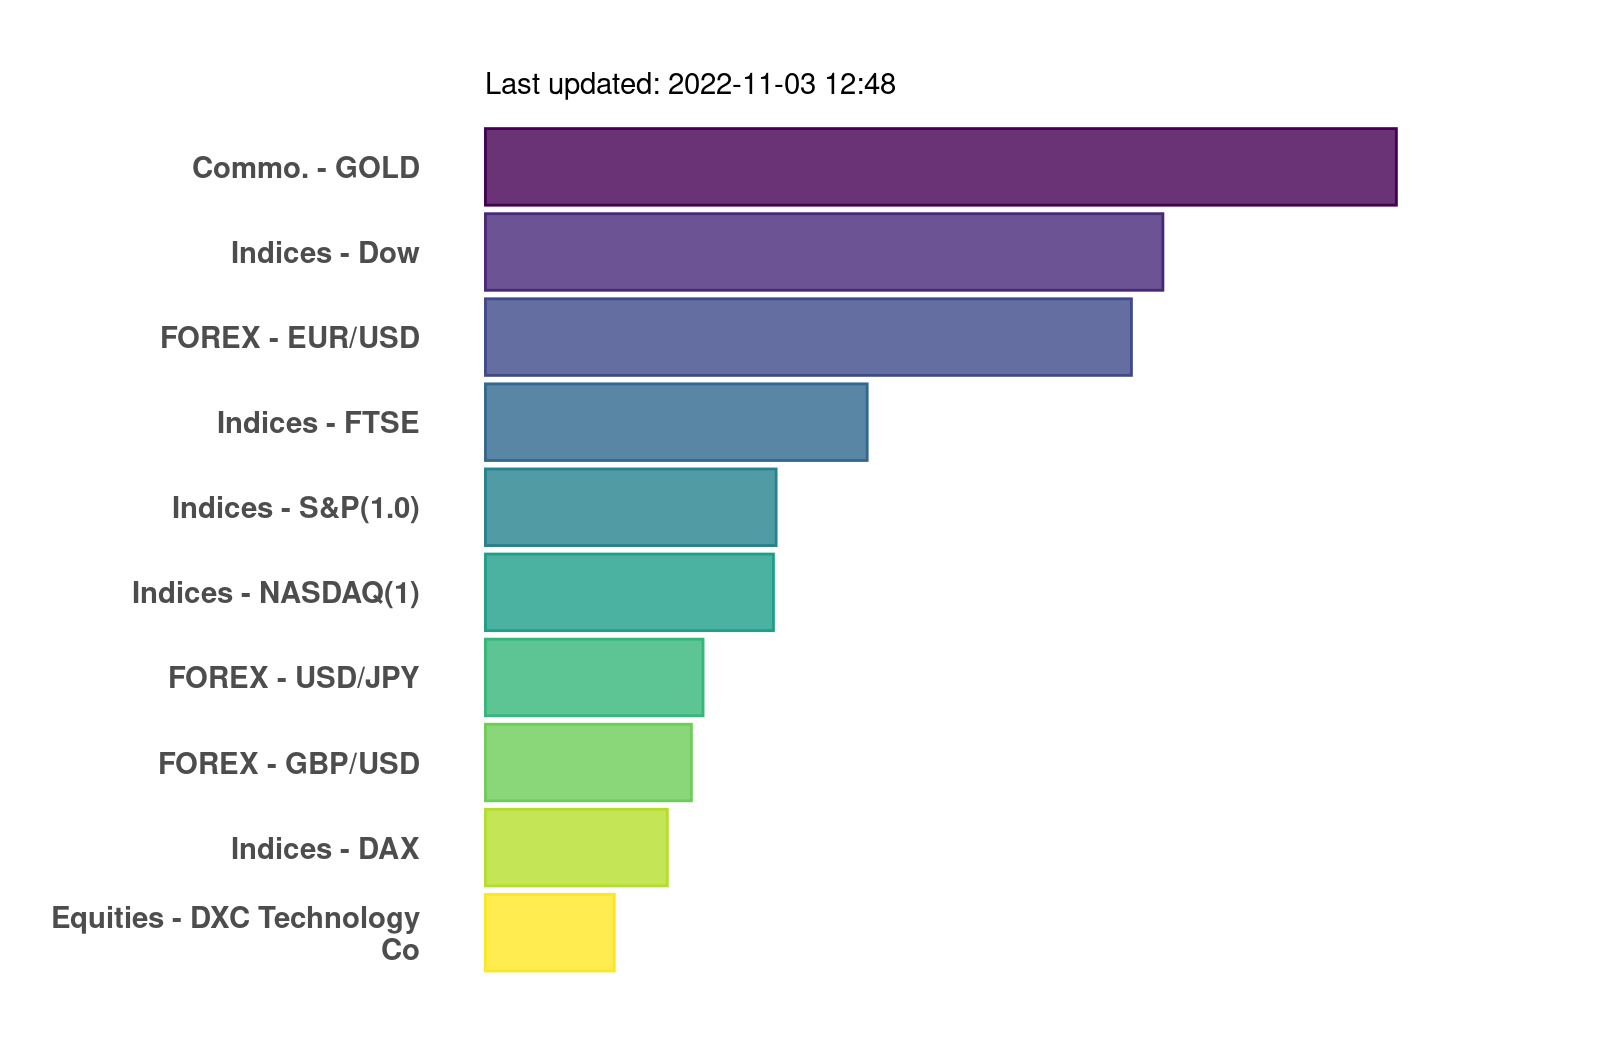 Last updated: 2022-11-03 12:48
Commo. - GOLD
Indices - Dow
FOREX - EUR/USD
Indices - FTSE
Indices - S&P(1.0)
Indices - NASDAQ(1)
FOREX - USD/JPY
FOREX - GBP/USD
Indices - DAX
Equities - DXC Technology
Co